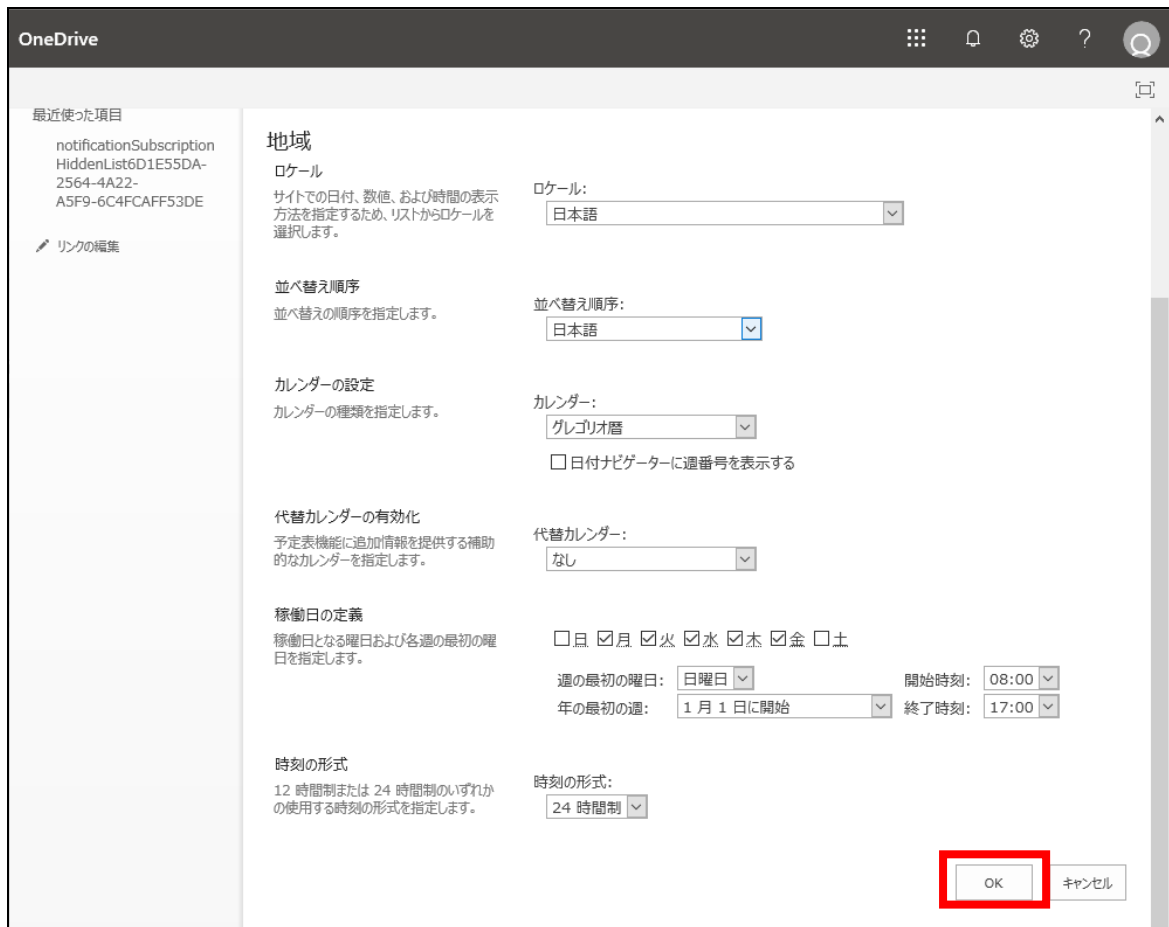 OneDrive
?
最近使った項目
notificationSubscription
HiddenList6D1E55DA-
2564-4A22-
A5F9-6C4FCAFF53DE
リンクの編集
地域
ロケール
サイトでの日付、数値、および時間の表示
方法を指定するため、リストからロケールを
選択します。
ロケール:
日本語
並べ替え順序
並べ替えの順序を指定します。
並べ替え順序:
日本語
カレンダーの設定
カレンダーの種類を指定します。
カレンダー:
グレゴリオ暦
日付ナビゲーターに週番号を表示する
代替カレンダーの有効化
予定表機能に追加情報を提供する補助
的なカレンダーを指定します。
代替カレンダー:
なし
稼働日の定義
稼働日となる曜日および各週の最初の曜
日を指定します。
日 月 火 水 木 金 土
週の最初の曜日: 日曜日 開始時刻: 08:00
年の最初の週: 1 月 1 日に開始 終了時刻: 17:00
時刻の形式
12 時間制または 24 時間制のいずれか
の使用する時刻の形式を指定します。
時刻の形式:
24 時間制
OK キャンセル